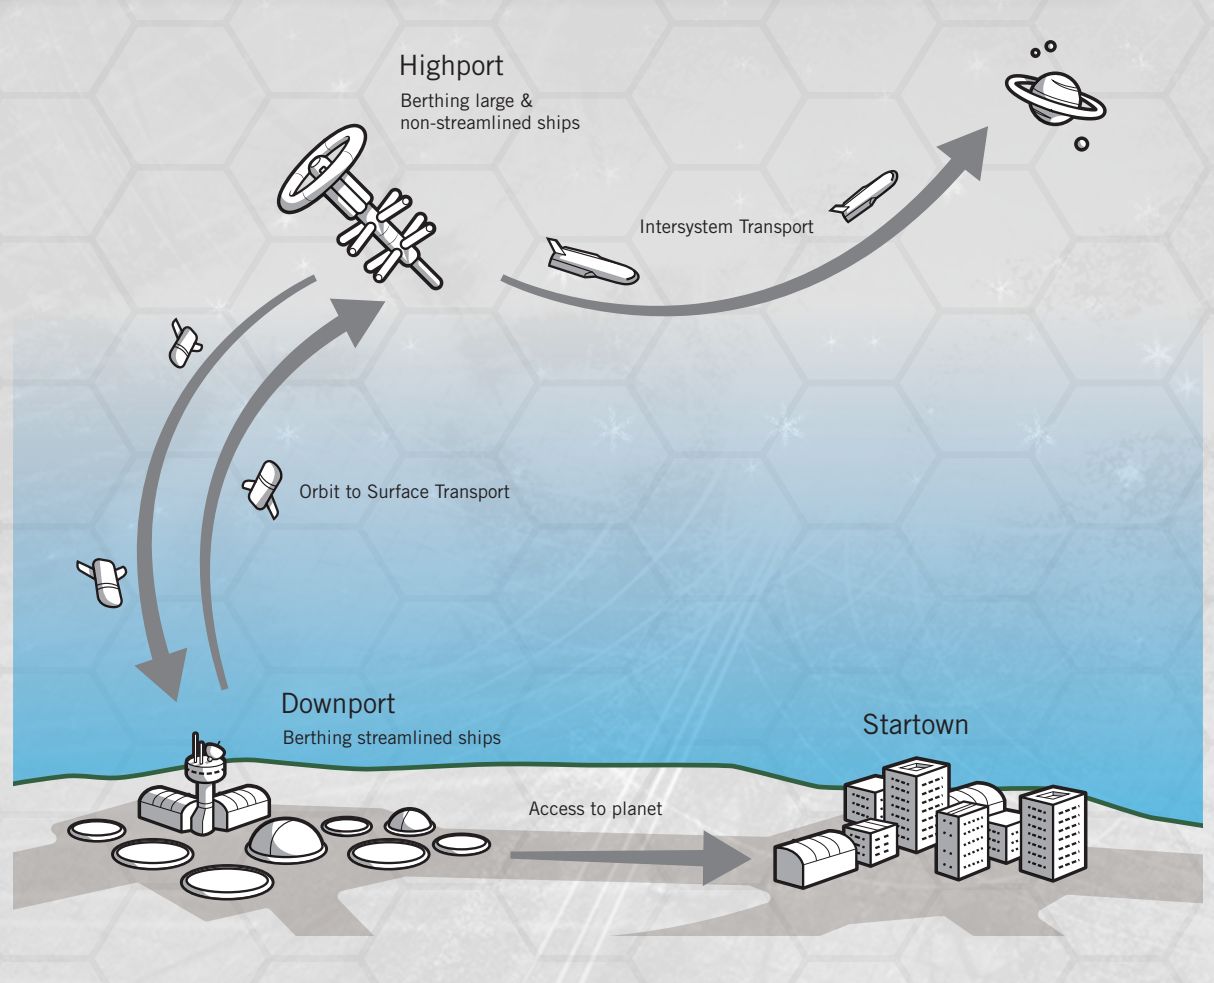 Highport
Berthing large &
non-streamlined ships
Intersystem Transport
Orbit to Surface Transport
Downport
Berthing streamlined ships
Startown
Access to planet